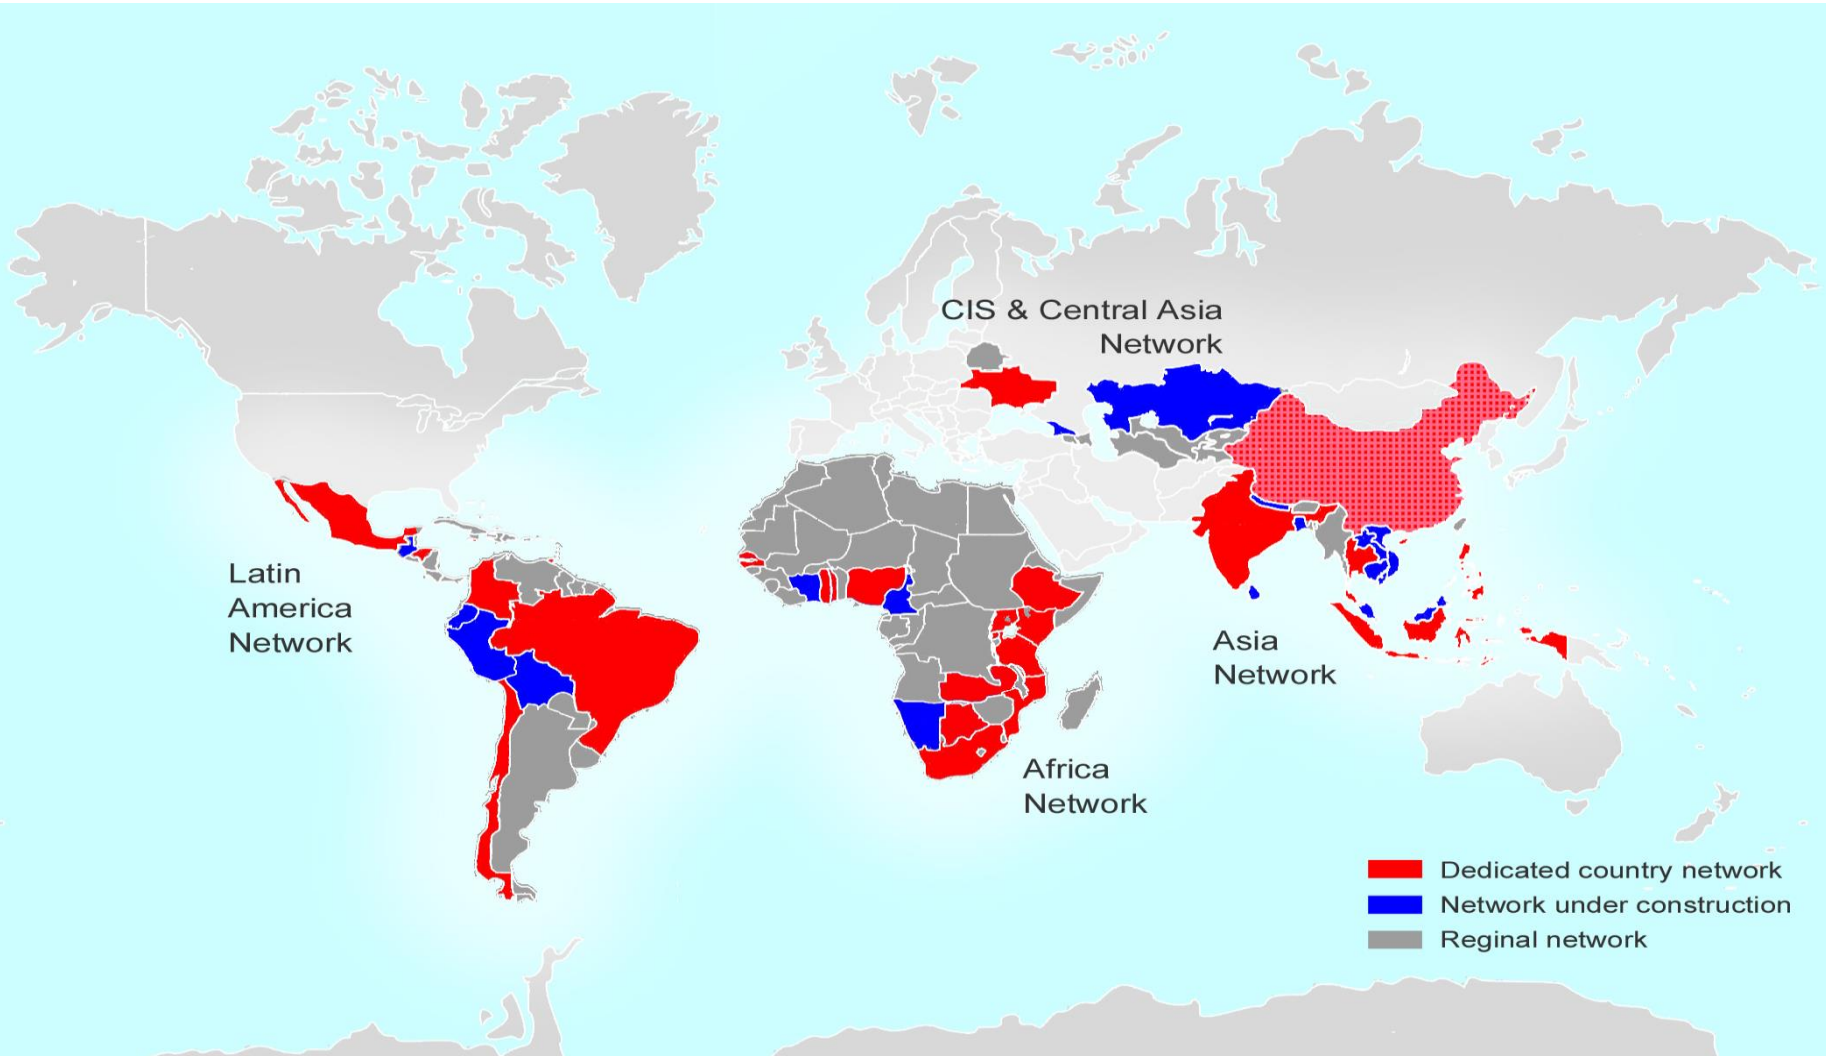 CIS & Central Asia
Network
Latin
America
Network
Asia
Network
Africa
Network
Dedicated country network
Network under construction
Reginal network